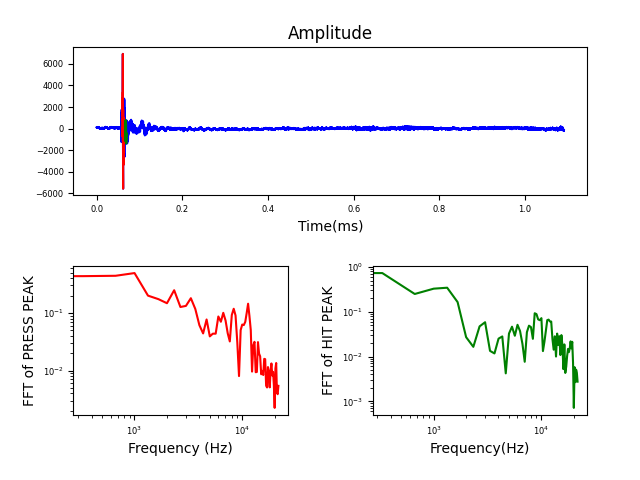 Amplitude
6000
4000
2000
0
−2000
−4000
−6000
0.0 0.2 0.4 0.6 0.8 1.0
Time(ms)
FFT of PRESS PEAK
10⁻¹
10⁻²
10³ 10⁴
Frequency (Hz)
FFT of HIT PEAK
10⁰
10⁻¹
10⁻²
10⁻³
10³ 10⁴
Frequency(Hz)